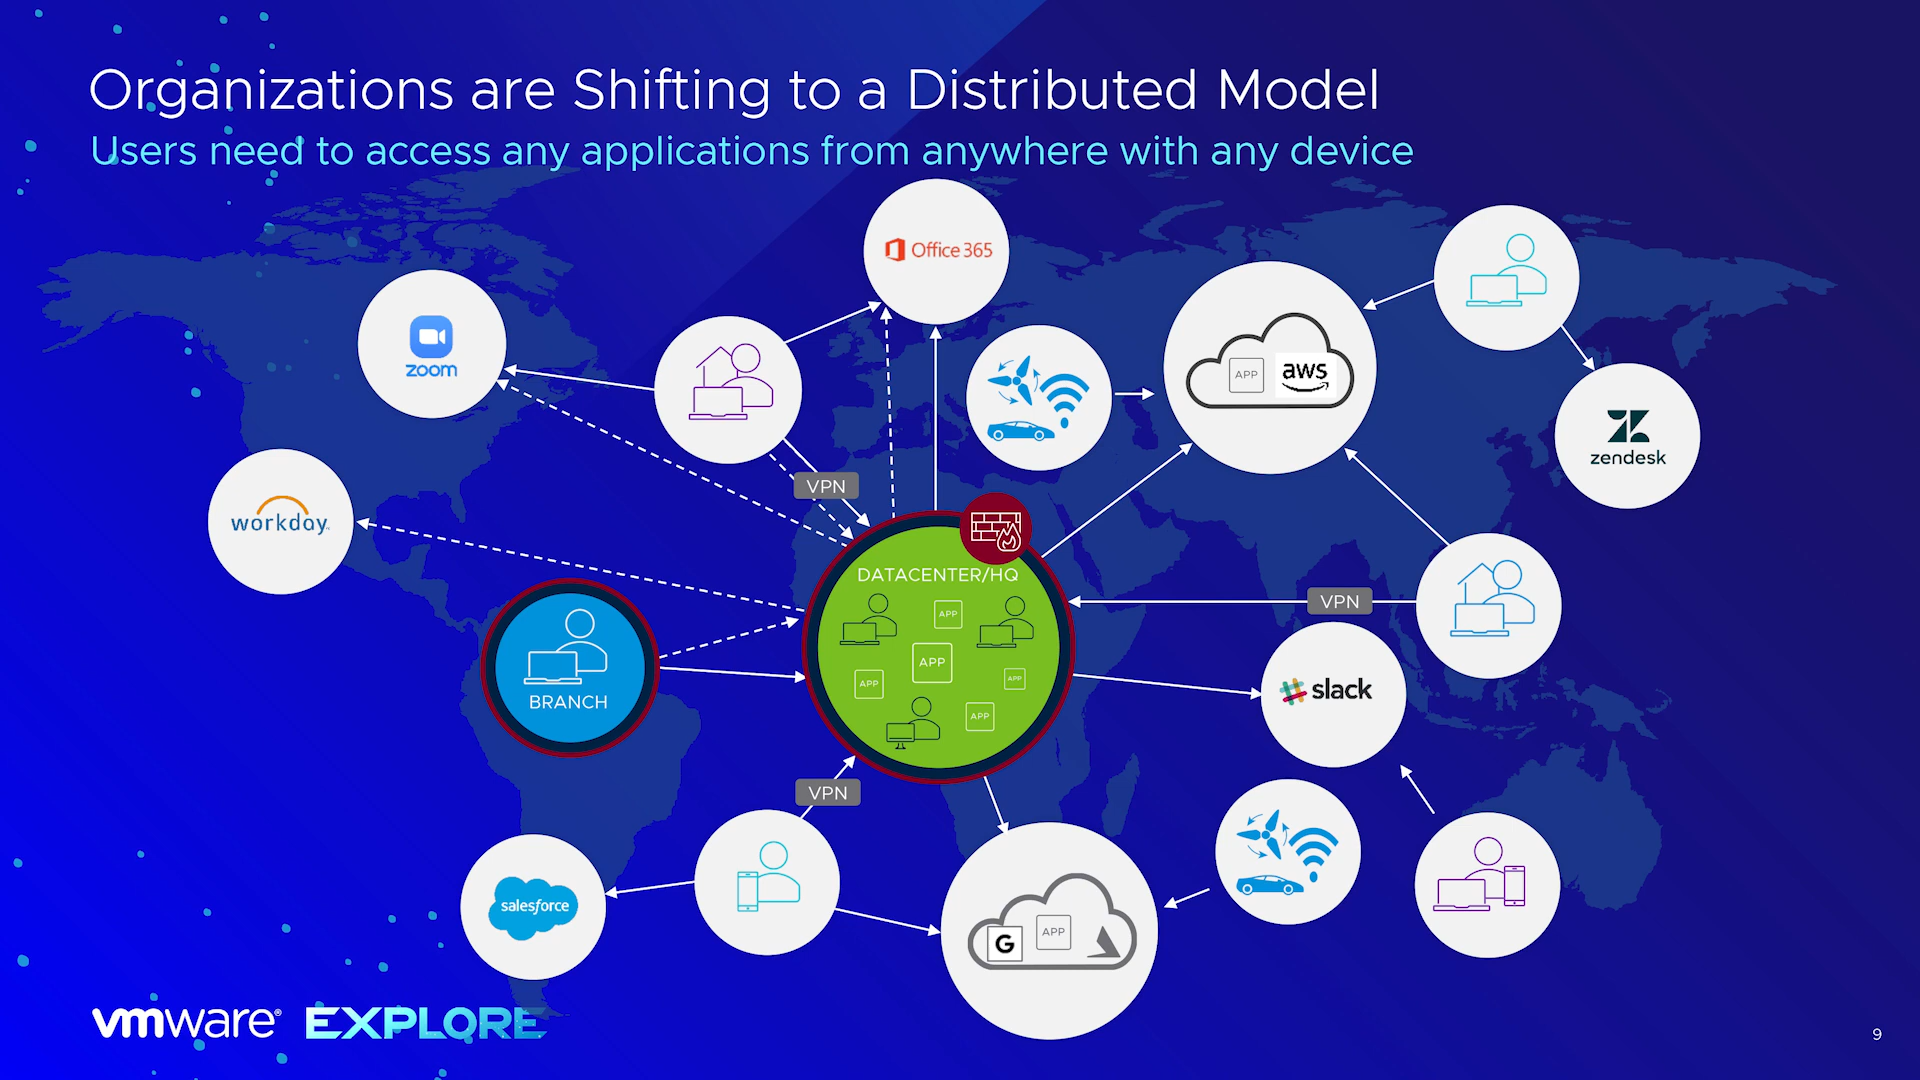 Organizations are Shifting to a Distributed Model
Users need to access any applications from anywhere with any device
Office 365
zoom
APP
aws
zendesk
VPN
workday
DATACENTER/HQ
APP
APP
APP
APP
APP
VPN
BRANCH
slack
VPN
salesforce
G
APP
vmware® EXPLORE
9